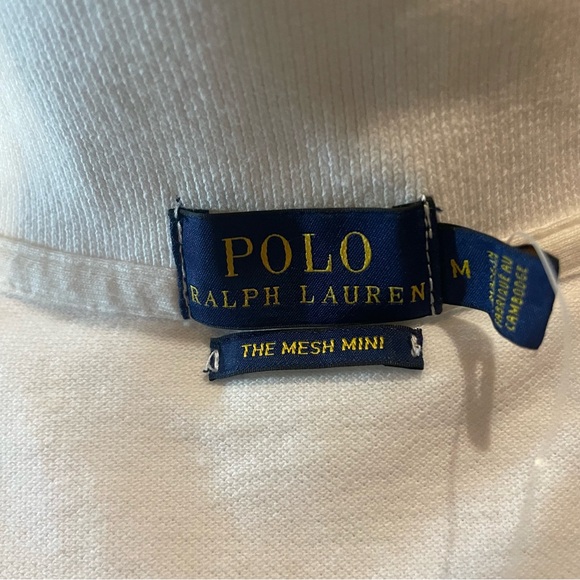 POLO
RALPH LAUREN
M
FABRIQUÉ AU
CAMBODGE
THE MESH MINI